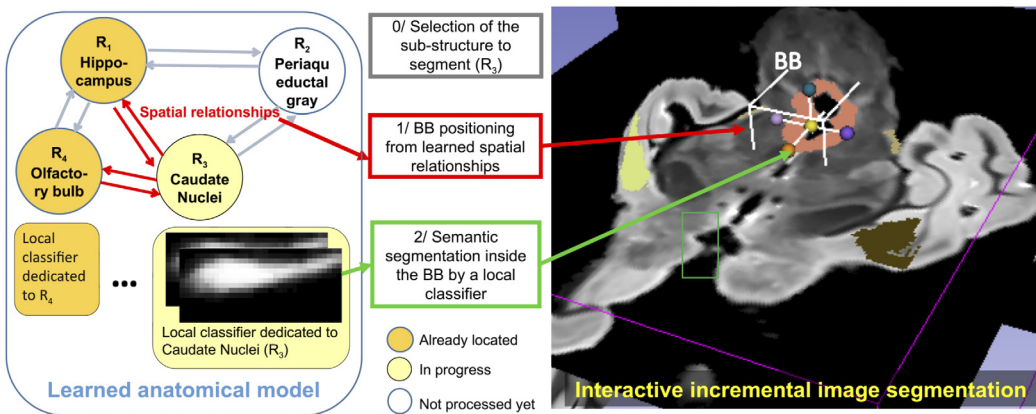 R1
Hippo-
campus
R2
Periaqu
eductal
gray
Spatial relationships
R4
Olfacto-
ry bulb
R3
Caudate
Nuclei
Local
classifier
dedicated
to R4
...
Local classifier dedicated to
Caudate Nuclei (R3)
Already located
In progress
Not processed yet
Learned anatomical model
0/ Selection of the
sub-structure to
segment (R3)
1/ BB positioning
from learned spatial
relationships
2/ Semantic
segmentation inside
the BB by a local
classifier
BB
Interactive incremental image segmentation